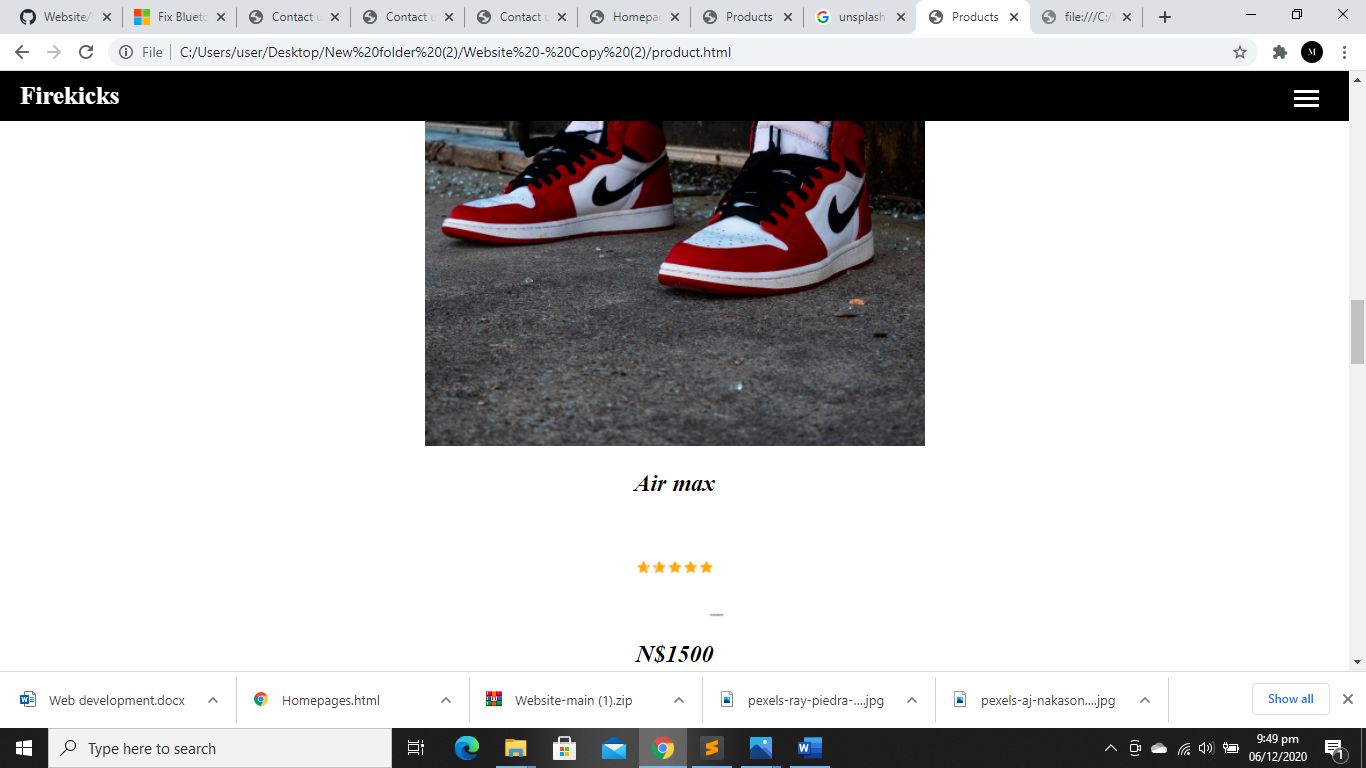 Website/
Fix Blueto
Contact u
Contact u
Contact u
Homepag
Products
unsplash
Products
file:///C:/
File
C:/Users/user/Desktop/New%20folder%20(2)/Website%20-%20Copy%20(2)/product.html
M
Firekicks
Air max
N$1500
Web development.docx
Homepages.html
Website-main (1).zip
pexels-ray-piedra-....jpg
pexels-aj-nakason....jpg
Show all
Type here to search
9:49 pm
06/12/2020
1